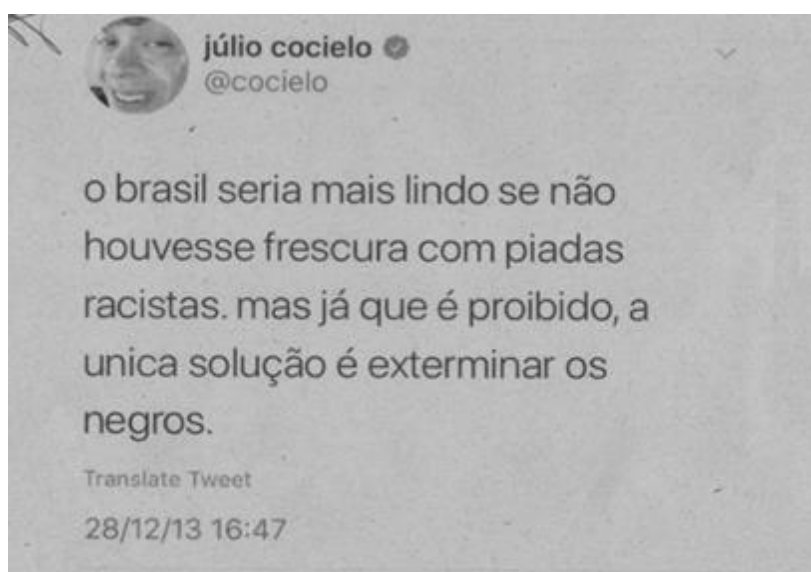 júlio cocielo
@cocielo
o brasil seria mais lindo se não
houvesse frescura com piadas
racistas. mas já que é proibido, a
unica solução é exterminar os
negros.
Translate Tweet
28/12/13 16:47